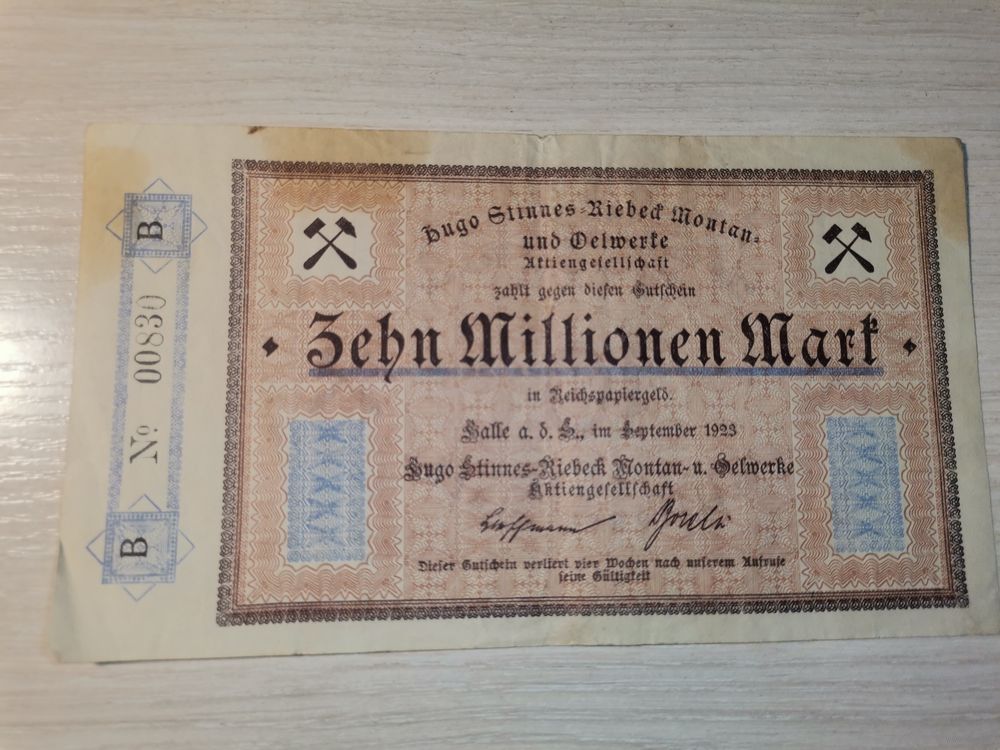 B
№ 00830
B
Hugo Stinnes-Riebeck Montan-
und Oelwerke
Aktiengesellschaft
zahlt gegen diesen Gutschein
Zehn Millionen Mark
in Reichspapiergeld.
Halle a. d. S., im September 1923
Hugo Stinnes-Riebeck Montan- u. Oelwerke
Aktiengesellschaft
Dieser Gutschein verliert vier Wochen nach unserem Aufrufe
seine Gültigkeit